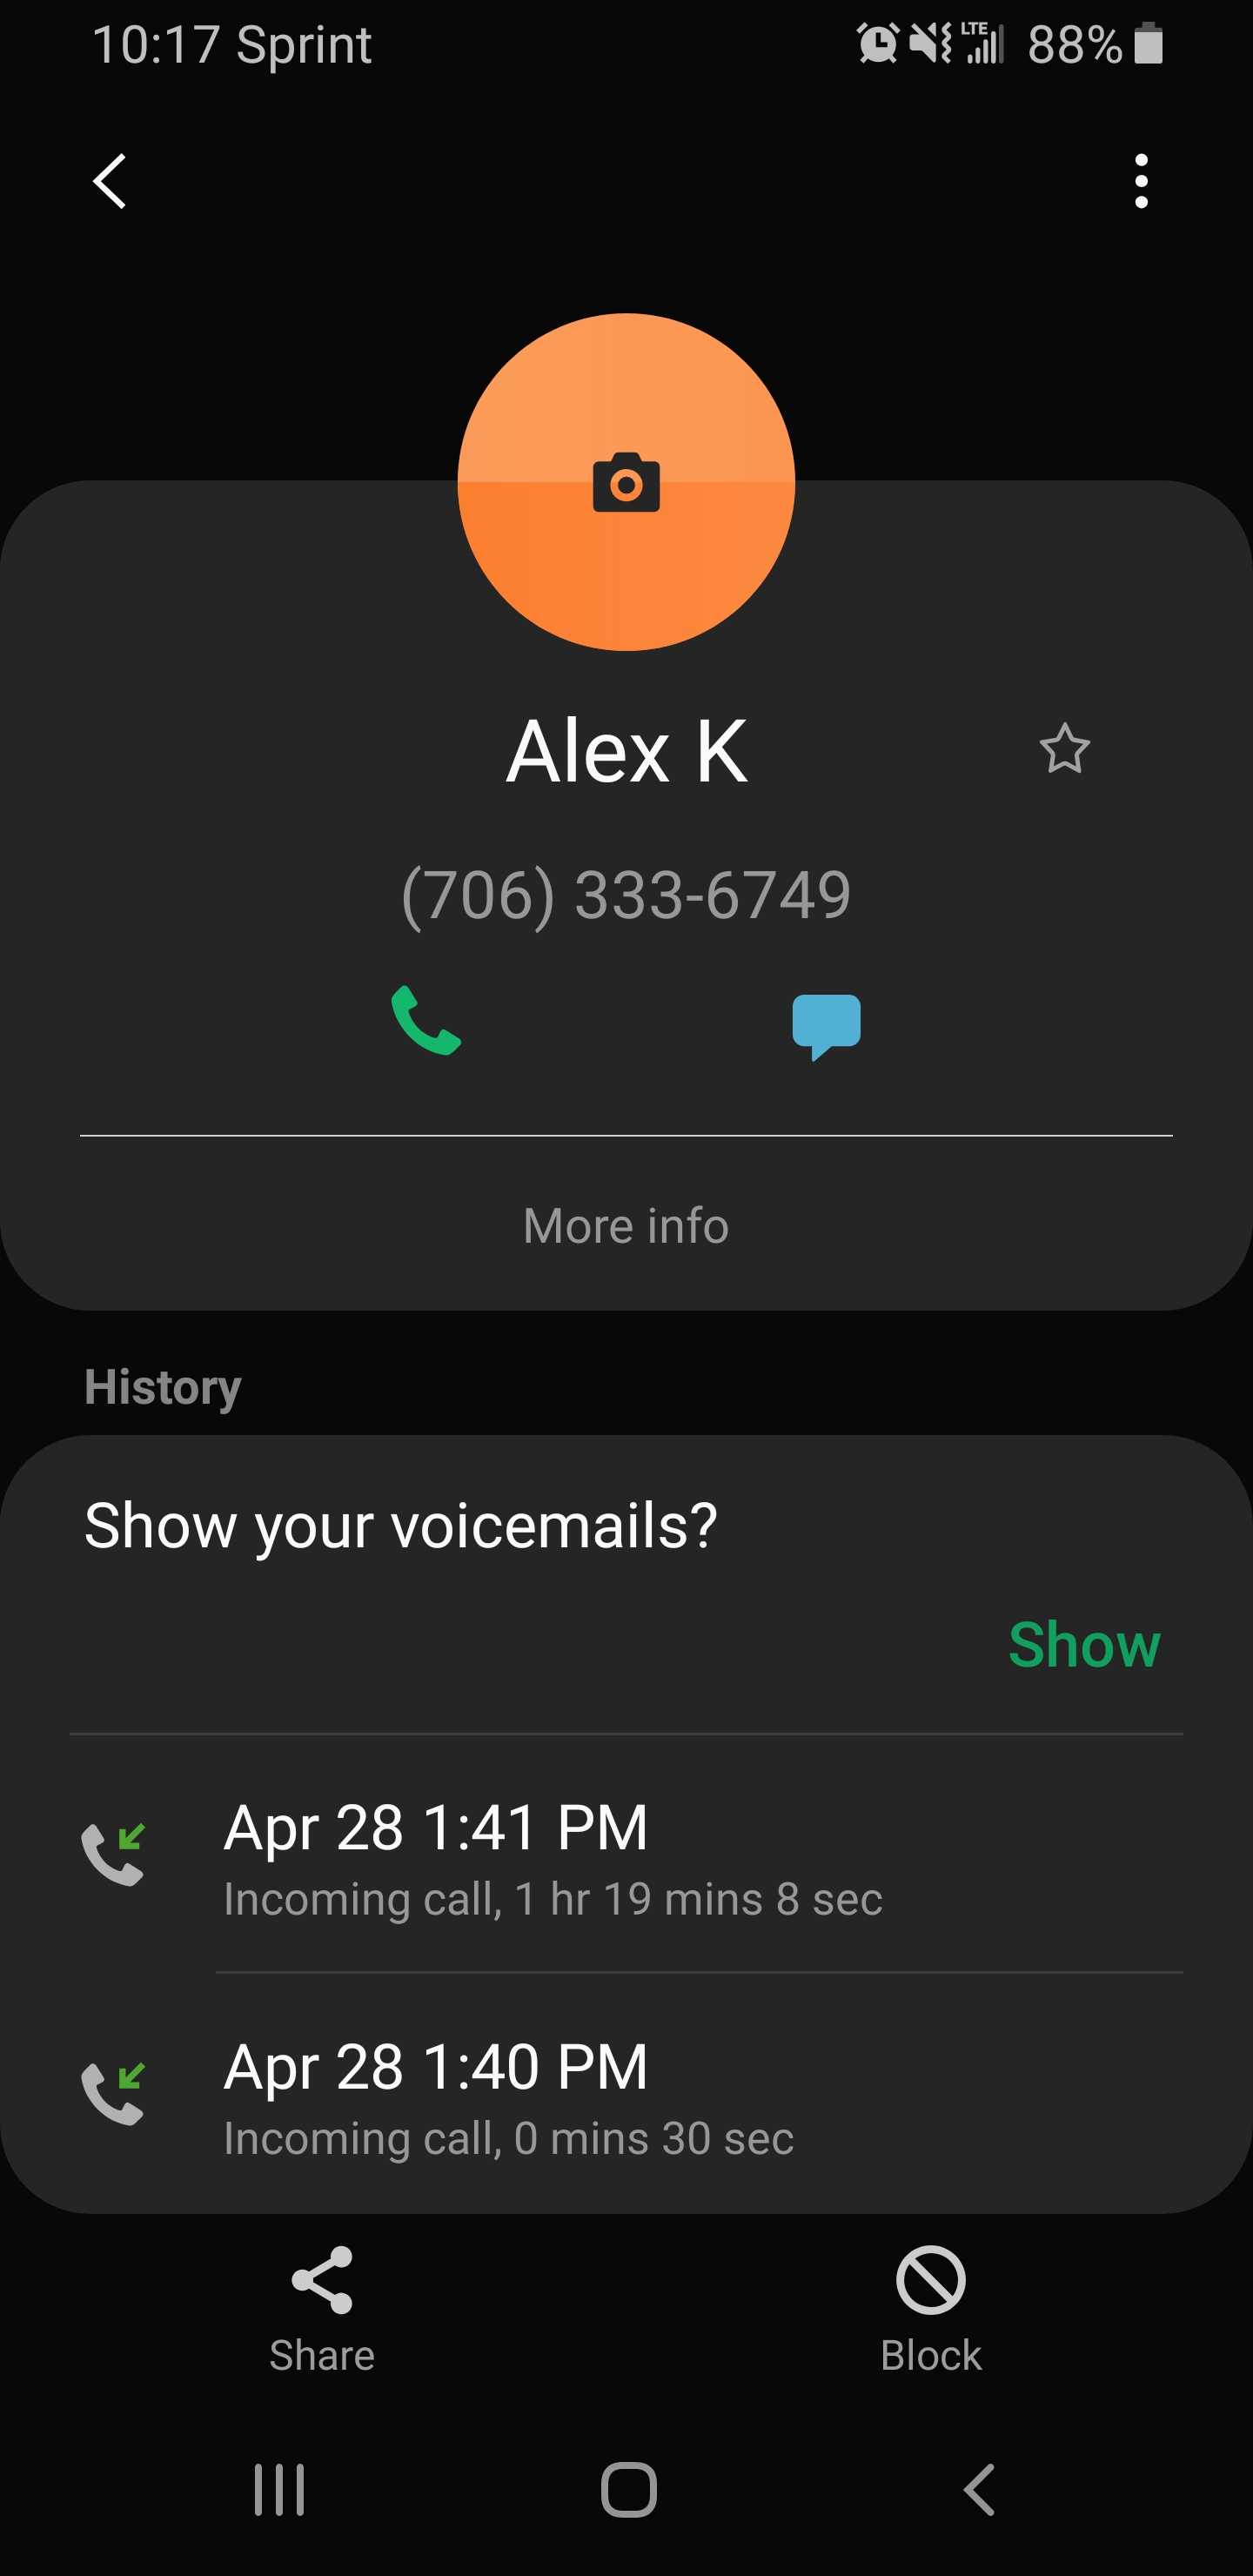 10:17 Sprint LTE 88%
Alex K
(706) 333-6749
More info
History
Show your voicemails?
Show
Apr 28 1:41 PM
Incoming call, 1 hr 19 mins 8 sec
Apr 28 1:40 PM
Incoming call, 0 mins 30 sec
Share Block